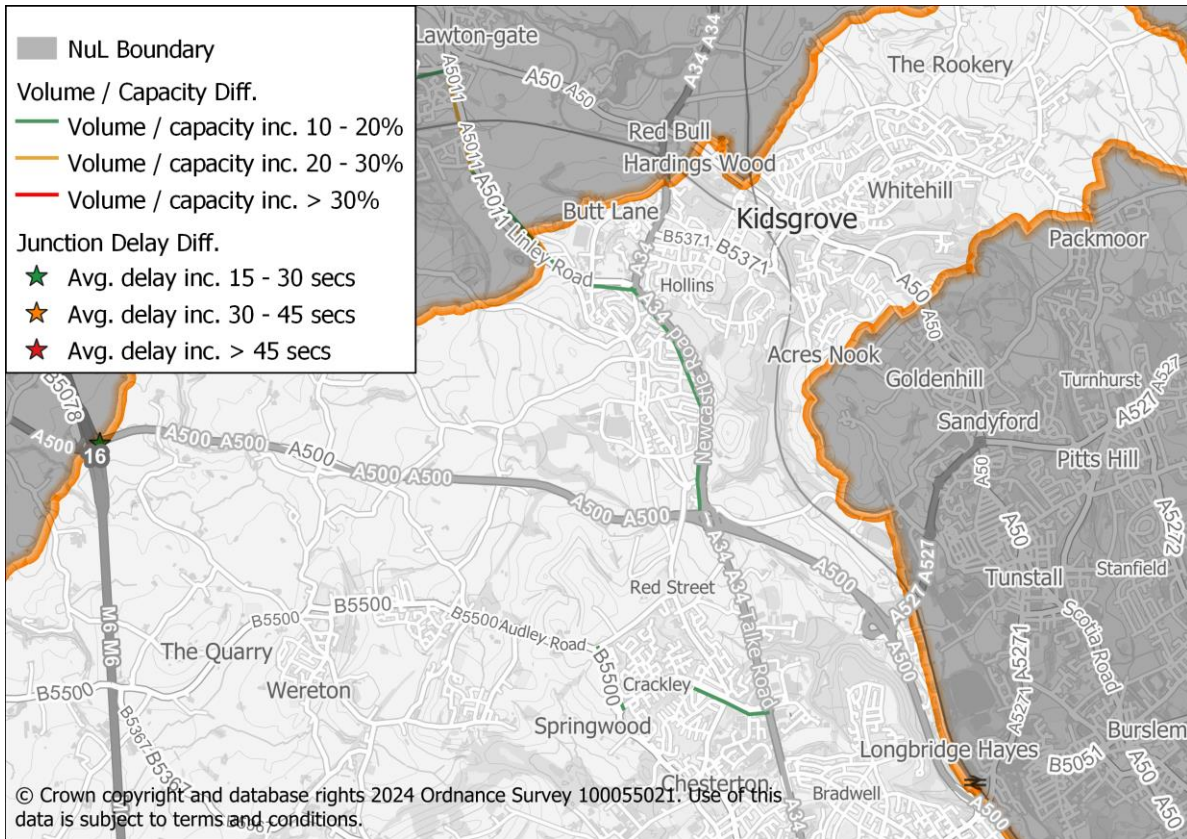 NuL Boundary
Volume / Capacity Diff.
Volume / capacity inc. 10 - 20%
Volume / capacity inc. 20 - 30%
Volume / capacity inc. > 30%
Junction Delay Diff.
Avg. delay inc. 15 - 30 secs
Avg. delay inc. 30 - 45 secs
Avg. delay inc. > 45 secs
Lawton-gate
A34 A34
The Rookery
A5011
A50 A50
Red Bull
Hardings Wood
A5011
Whitehill
A5011
Butt Lane
Kidsgrove
Linley Road
B5371 B5371
A34
Packmoor
Hollins
A50
A50
A34
Newcastle Road
Acres Nook
Goldenhill
Turnhurst
A527 A527
B5078
Sandyford
A500
16
A500 A500
A500
A500 A500
A50
Pitts Hill
A500 A500
A5272
A50
A500
Red Street
A34 A34 Talke Road
A527 A527
Tunstall
Stanfield
B5500
B5500
B5500 Audley Road
Scotia Road
M6 M6
The Quarry
B5500
B5500
Wereton
Crackley
A500
A5271 A5271
B5367 B5367
Springwood
Burslem
Longbridge Hayes
B5051
Chesterton
Bradwell
A50
A34
A500
A50
© Crown copyright and database rights 2024 Ordnance Survey 100055021. Use of this
data is subject to terms and conditions.